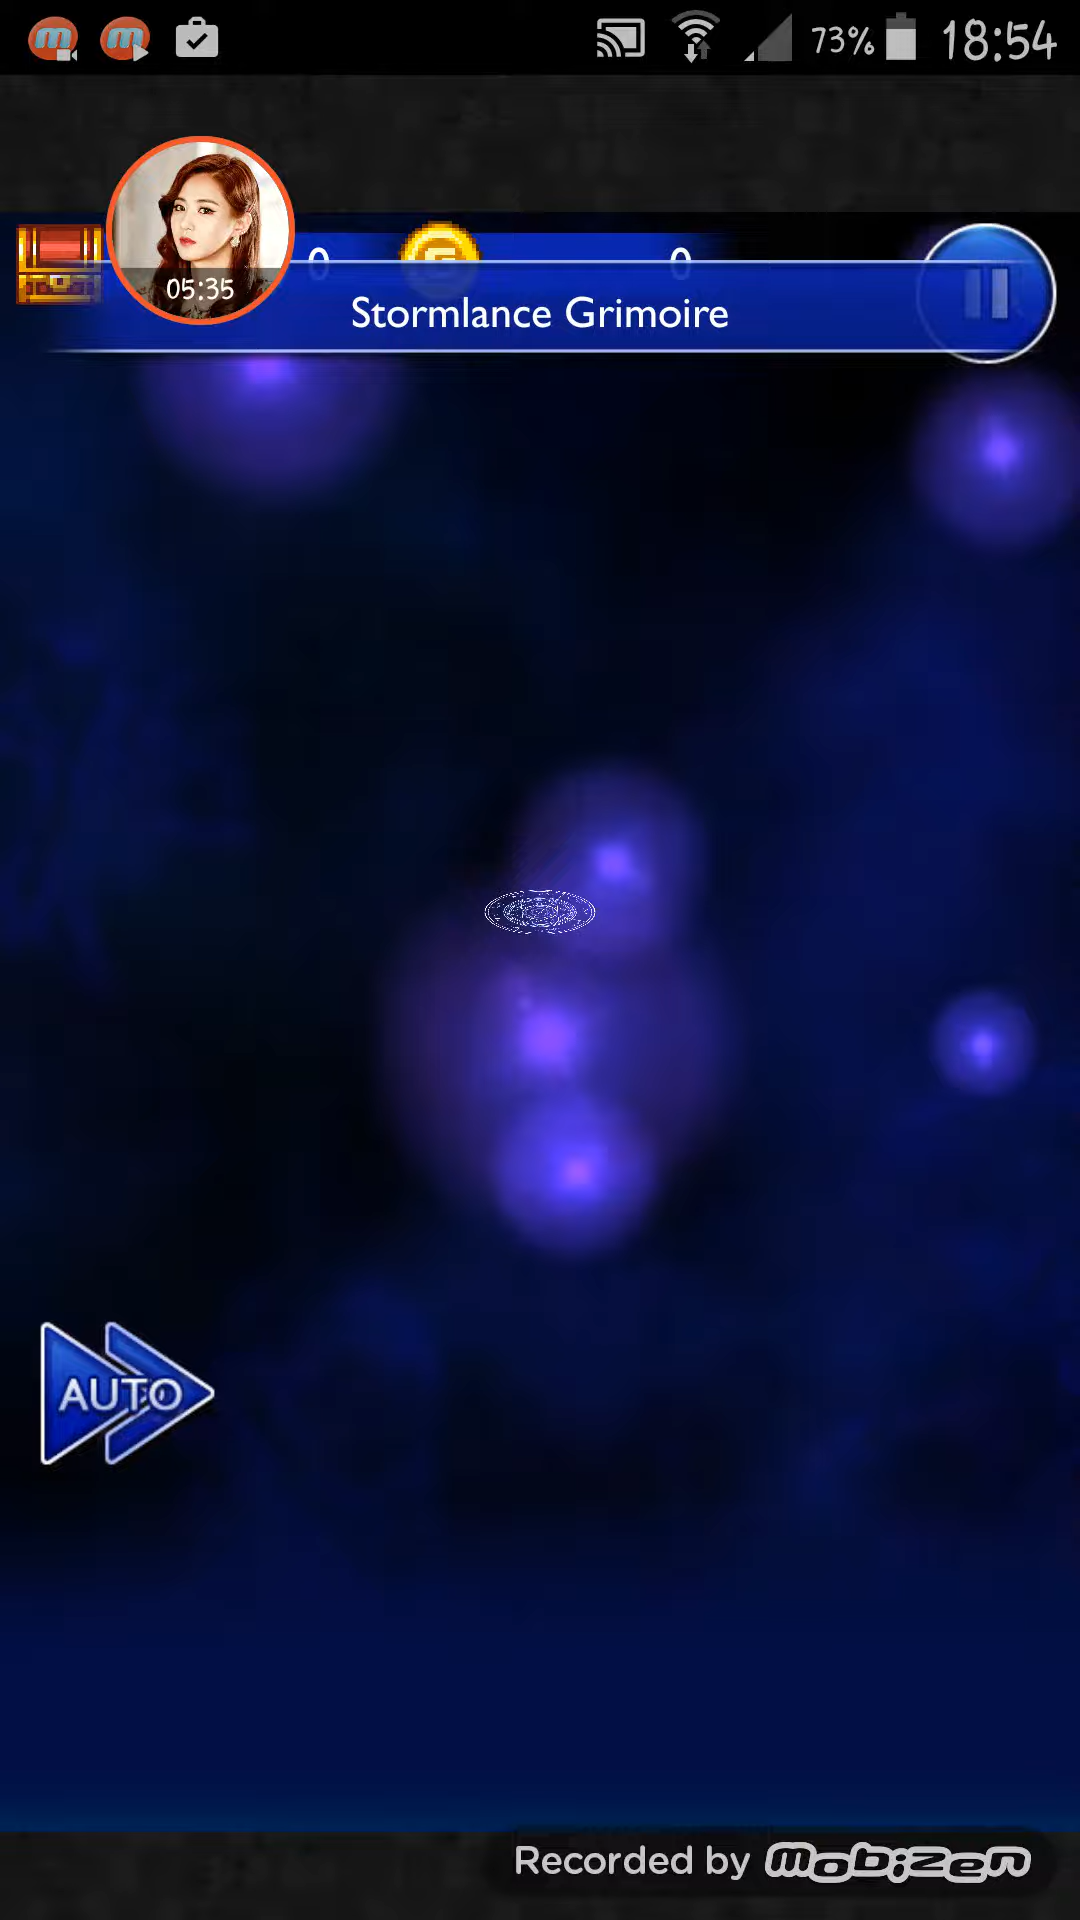 73% 18:54
05:35
0 0
Stormlance Grimoire
AUTO
Recorded by mobizen